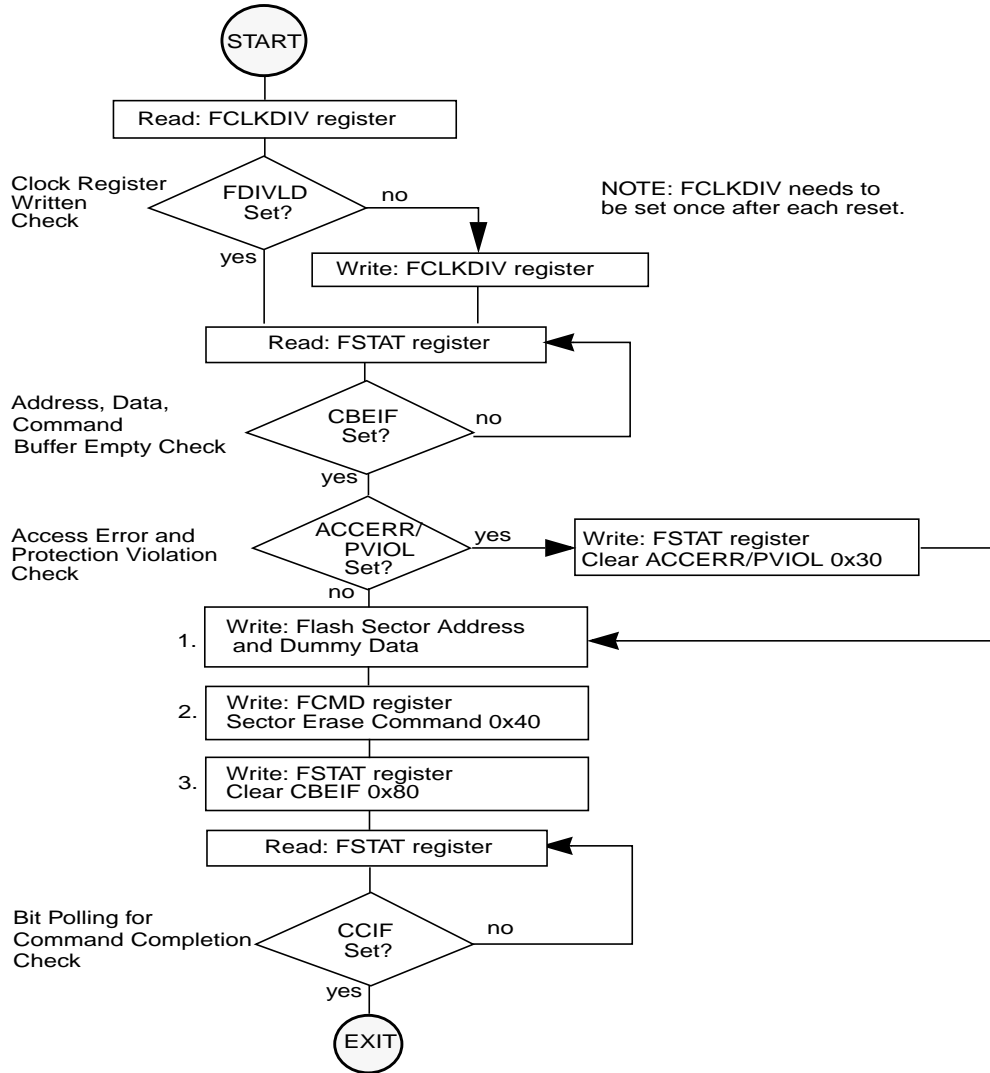 START
Read: FCLKDIV register
Clock Register
Written
Check
FDIVLD
Set?
no
NOTE: FCLKDIV needs to
be set once after each reset.
yes
Write: FCLKDIV register
Read: FSTAT register
Address, Data,
Command
Buffer Empty Check
CBEIF
Set?
no
yes
Access Error and
Protection Violation
Check
ACCERR/
PVIOL
Set?
yes
Write: FSTAT register
Clear ACCERR/PVIOL 0x30
no
1.
Write: Flash Sector Address
and Dummy Data
2.
Write: FCMD register
Sector Erase Command 0x40
3.
Write: FSTAT register
Clear CBEIF 0x80
Read: FSTAT register
Bit Polling for
Command Completion
Check
CCIF
Set?
no
yes
EXIT